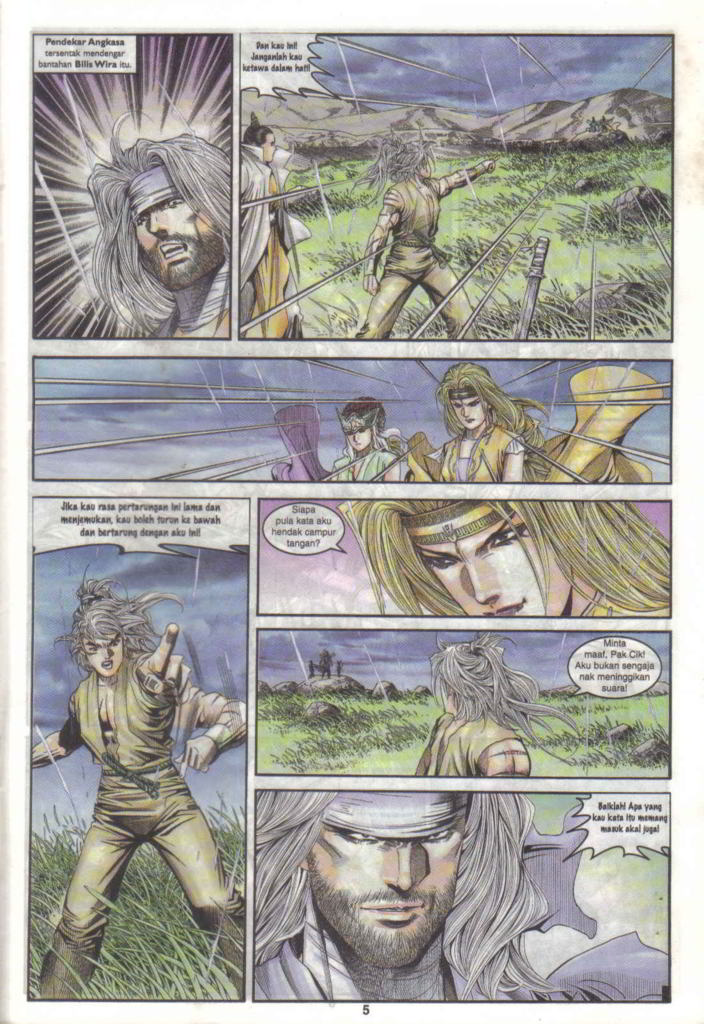 Pendekar Angkasa
tersentak mendengar
bantahan Bilis Wira itu.
Dan kau ini!
Janganlah kau
ketawa dalam hati!
Jika kau rasa pertarungan ini lama dan
menjemukan, kau boleh turun ke bawah
dan bertarung dengan aku ini!
Siapa
pula kata aku
hendak campur
tangan?
Minta
maaf, Pak Cik!
Aku bukan sengaja
nak meninggikan
suara!
Baiklah! Apa yang
kau kata itu memang
masuk akal juga!
5